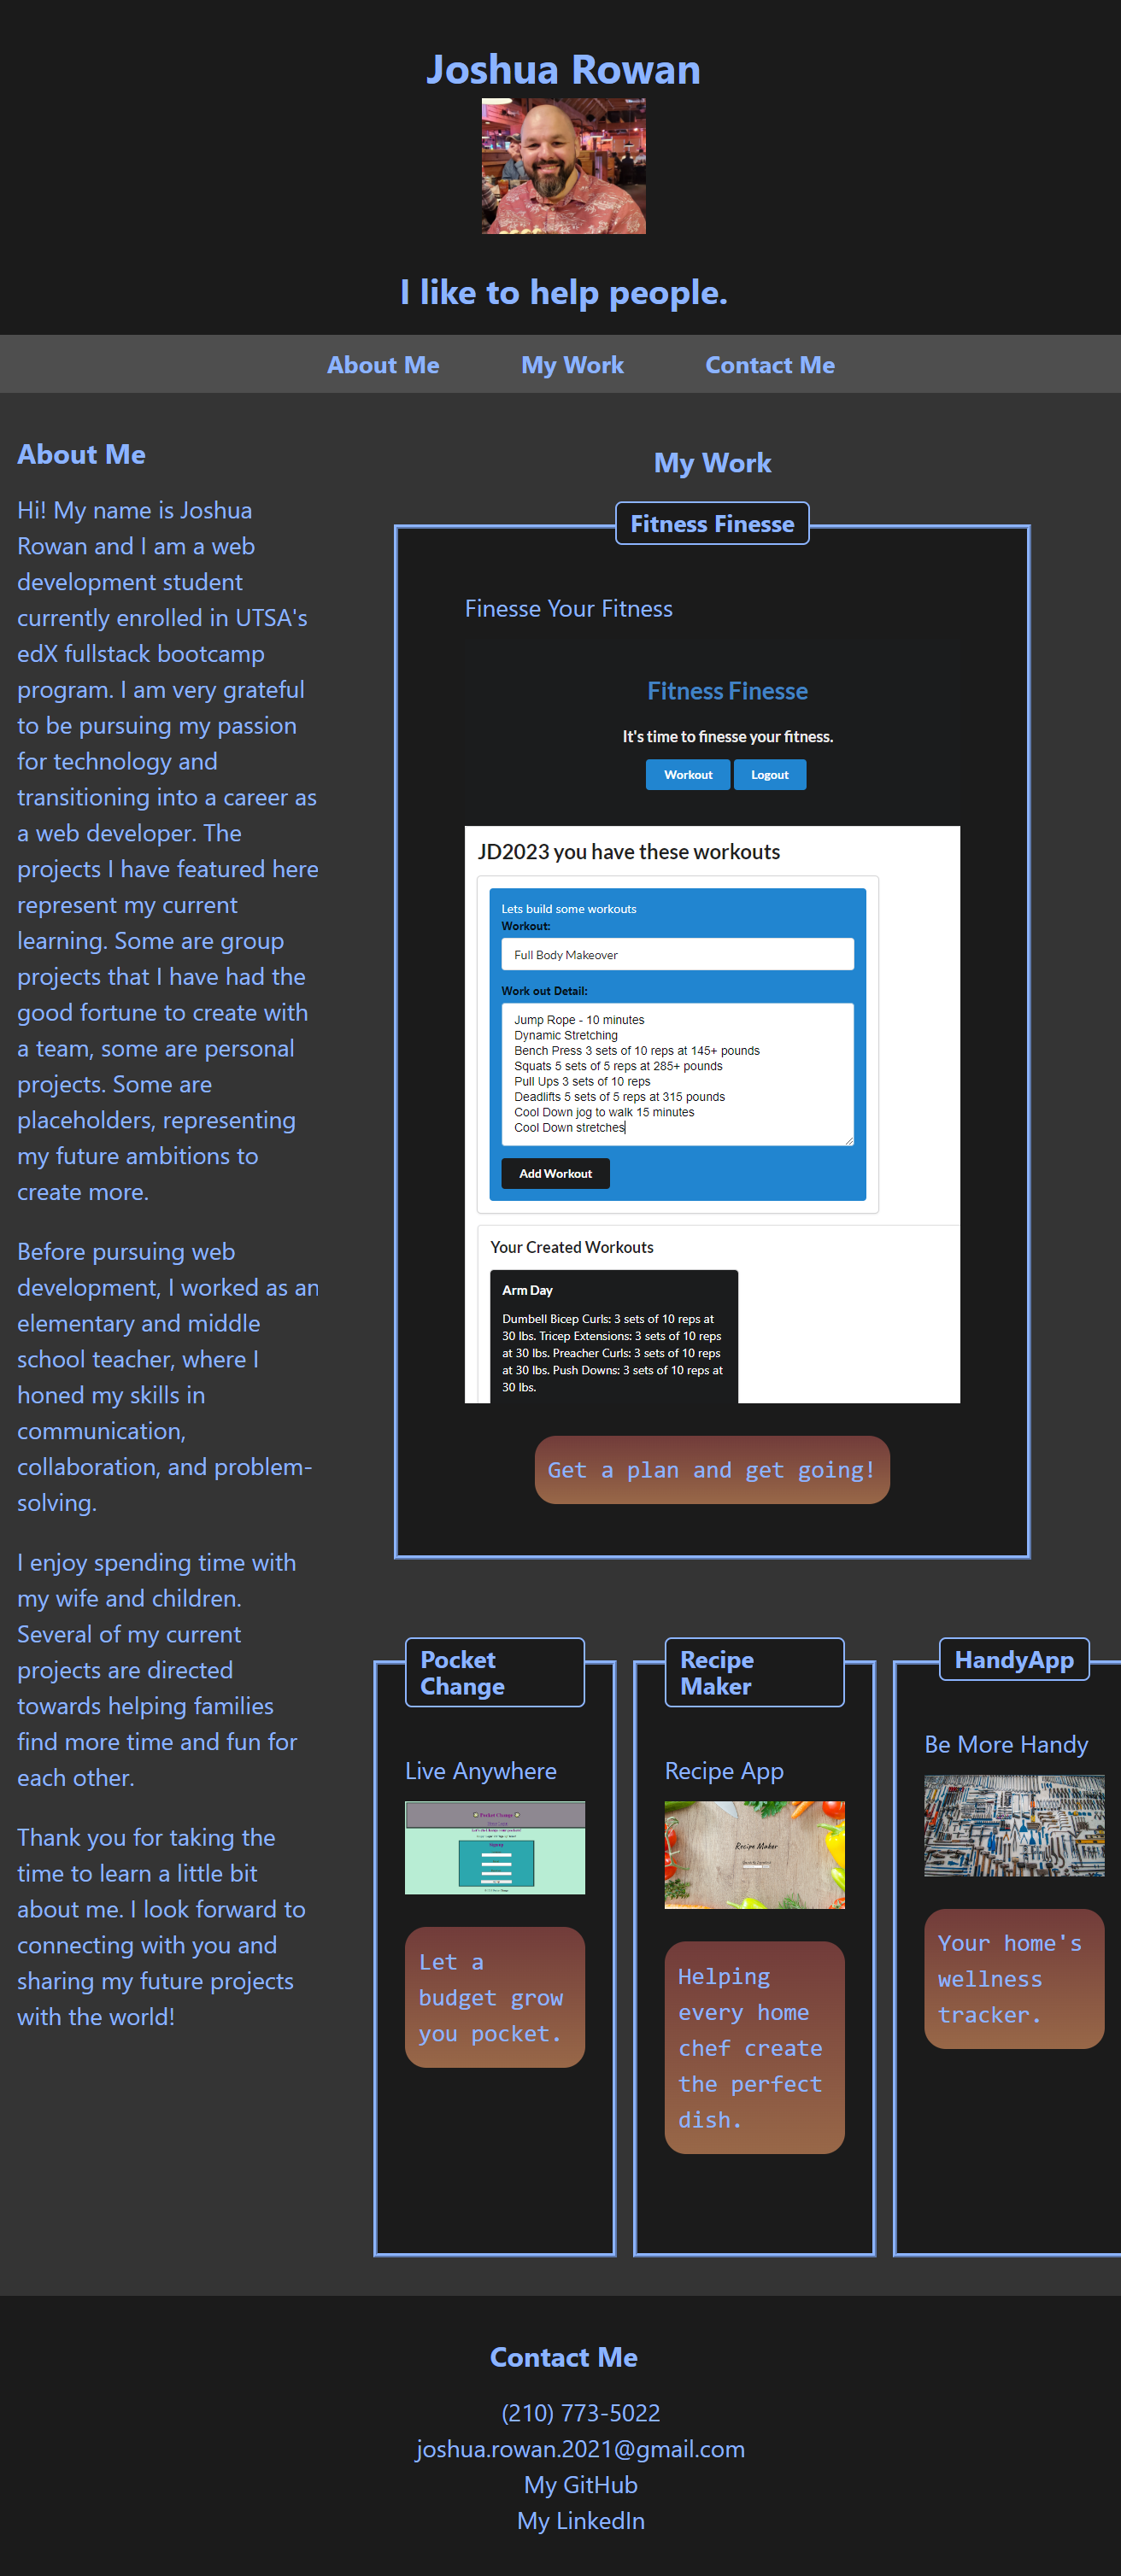 Joshua Rowan
I like to help people.
About Me
My Work
Contact Me
About Me
Hi! My name is Joshua
Rowan and I am a web
development student
currently enrolled in UTSA's
edX fullstack bootcamp
program. I am very grateful
to be pursuing my passion
for technology and
transitioning into a career as
a web developer. The
projects I have featured here
represent my current
learning. Some are group
projects that I have had the
good fortune to create with
a team, some are personal
projects. Some are
placeholders, representing
my future ambitions to
create more.
Before pursuing web
development, I worked as an
elementary and middle
school teacher, where I
honed my skills in
communication,
collaboration, and problem-
solving.
I enjoy spending time with
my wife and children.
Several of my current
projects are directed
towards helping families
find more time and fun for
each other.
Thank you for taking the
time to learn a little bit
about me. I look forward to
connecting with you and
sharing my future projects
with the world!
My Work
Fitness Finesse
Finesse Your Fitness
Fitness Finesse
It's time to finesse your fitness.
Workout
Logout
JD2023 you have these workouts
Lets build some workouts
Workout:
Full Body Makeover
Work out Detail:
Jump Rope - 10 minutes
Dynamic Stretching
Bench Press 3 sets of 10 reps at 145+ pounds
Squats 5 sets of 5 reps at 285+ pounds
Pull Ups 3 sets of 10 reps
Deadlifts 5 sets of 5 reps at 315 pounds
Cool Down jog to walk 15 minutes
Cool Down stretches
Add Workout
Your Created Workouts
Arm Day
Dumbell Bicep Curls: 3 sets of 10 reps at
30 lbs. Tricep Extensions: 3 sets of 10 reps
at 30 lbs. Preacher Curls: 3 sets of 10 reps
at 30 lbs. Push Downs: 3 sets of 10 reps at
30 lbs.
Get a plan and get going!
Pocket
Change
Live Anywhere
Pocket Change
Let a
budget grow
you pocket.
Recipe
Maker
Recipe App
Recipe Maker
Helping
every home
chef create
the perfect
dish.
HandyApp
Be More Handy
Your home's
wellness
tracker.
Contact Me
(210) 773-5022
joshua.rowan.2021@gmail.com
My GitHub
My LinkedIn